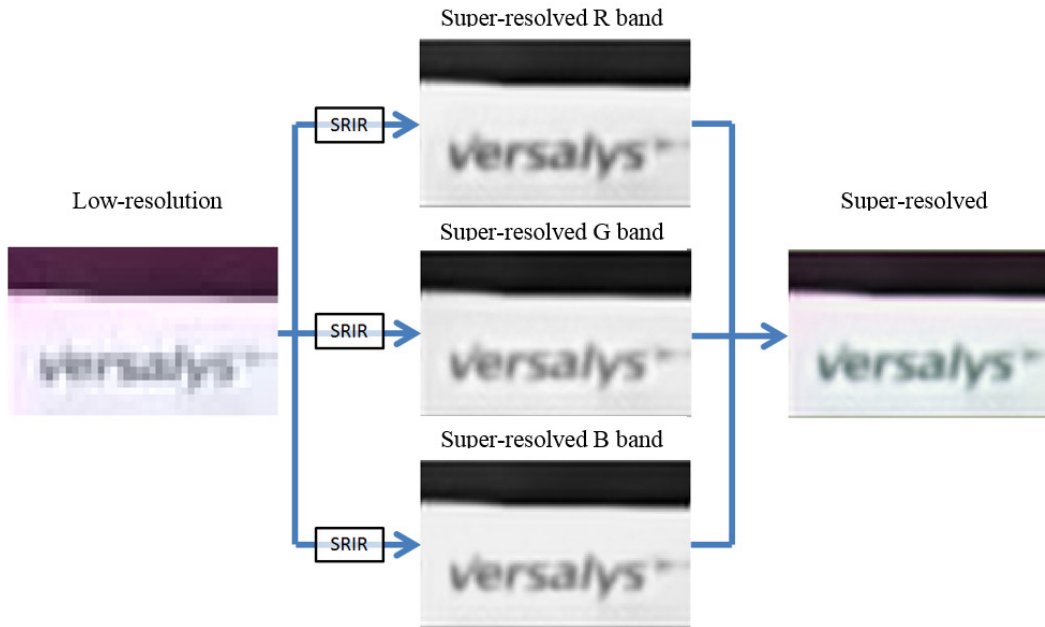 Super-resolved R band
SRIR
versalys
Low-resolution
versalys
Super-resolved G band
SRIR
versalys
Super-resolved
versalys
Super-resolved B band
SRIR
versalys